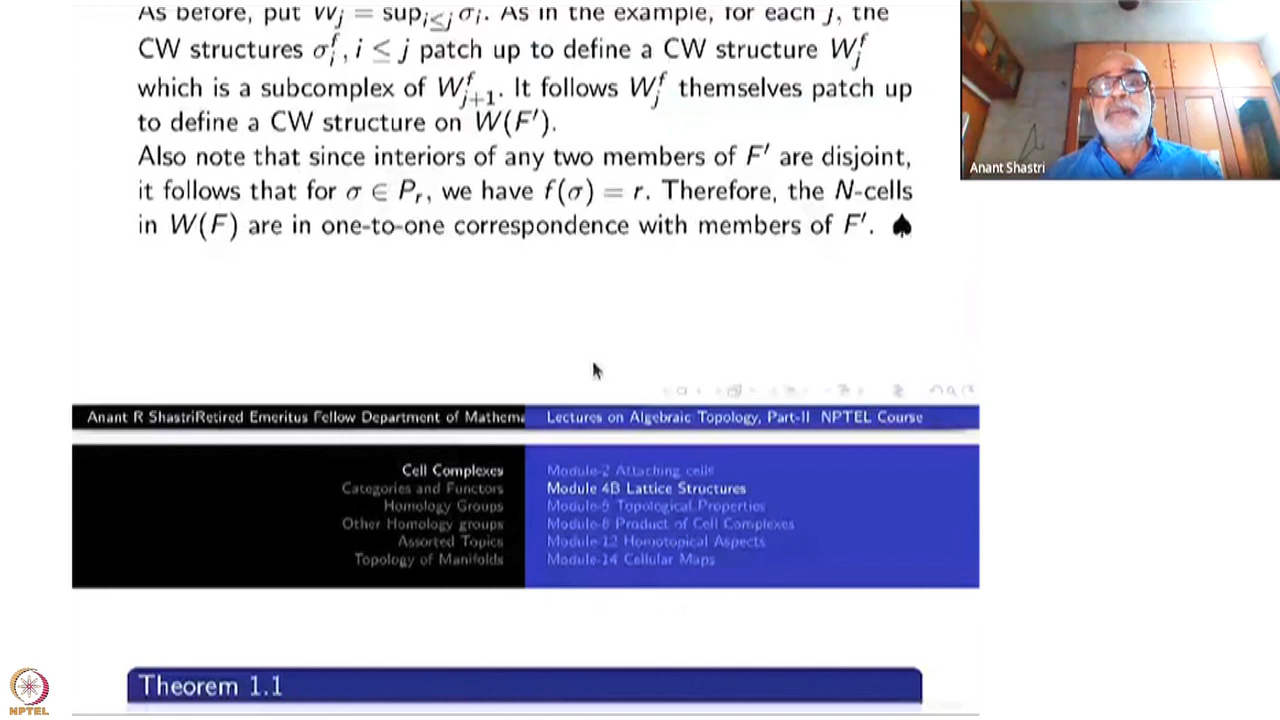 As before, put W_j = sup_{i≤j} σ_i. As in the example, for each j, the
CW structures σ_i^f, i ≤ j patch up to define a CW structure W_j^f
which is a subcomplex of W_{j+1}^f. It follows W_j^f themselves patch up
to define a CW structure on W(F′).
Also note that since interiors of any two members of F′ are disjoint,
it follows that for σ ∈ P_r, we have f(σ) = r. Therefore, the N-cells
in W(F) are in one-to-one correspondence with members of F′. ♠
Anant Shastri
Anant R ShastriRetired Emeritus Fellow Department of Mathema
Lectures on Algebraic Topology, Part-II NPTEL Course
Cell Complexes
Categories and Functors
Homology Groups
Other Homology groups
Assorted Topics
Topology of Manifolds
Module-2 Attaching cells
Module 4B Lattice Structures
Module-5 Topological Properties
Module-8 Product of Cell Complexes
Module-12 Homotopical Aspects
Module-14 Cellular Maps
Theorem 1.1
NPTEL